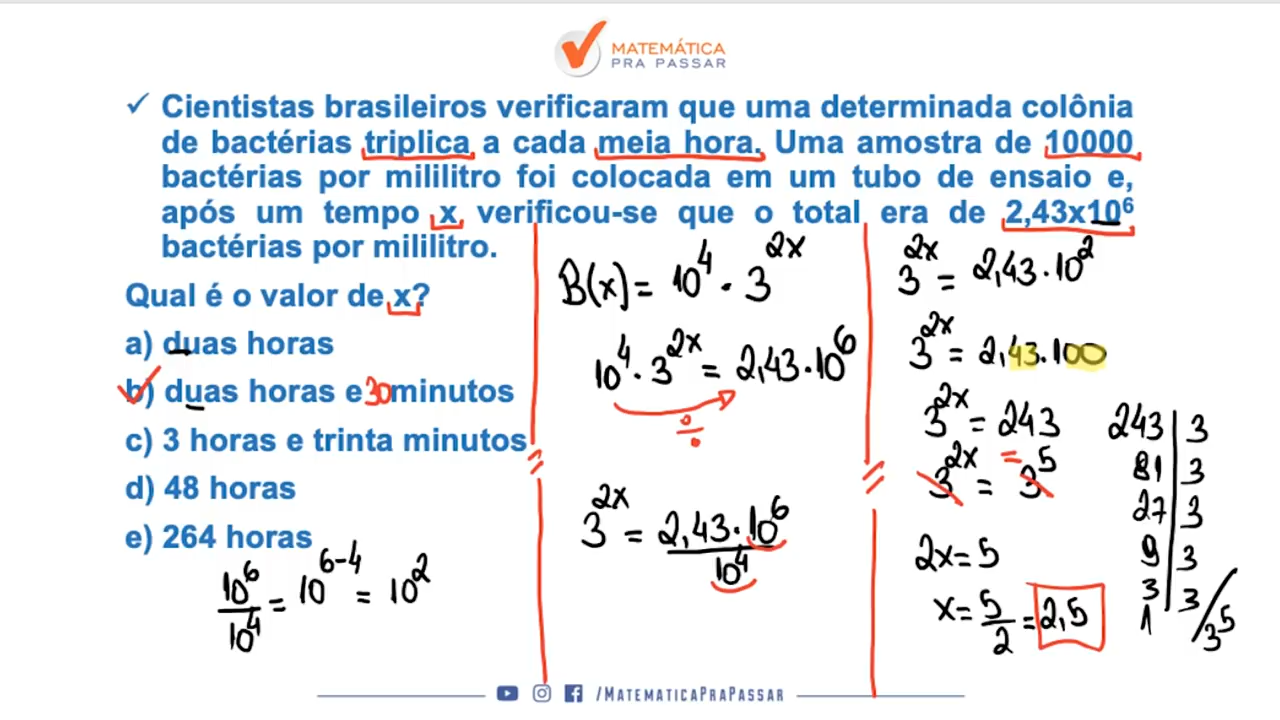 MATEMÁTICA
PRA PASSAR
✓ Cientistas brasileiros verificaram que uma determinada colônia
de bactérias triplica a cada meia hora. Uma amostra de 10000
bactérias por mililitro foi colocada em um tubo de ensaio e,
após um tempo x verificou-se que o total era de 2,43x10⁶
bactérias por mililitro.
Qual é o valor de x?
a) duas horas
b) duas horas e 30 minutos
c) 3 horas e trinta minutos
d) 48 horas
e) 264 horas
10⁶/10⁴ = 10⁶⁻⁴ = 10²
B(x) = 10⁴ · 3²ˣ
10⁴ · 3²ˣ = 2,43 · 10⁶
÷
3²ˣ = 2,43 · 10⁶/10⁴
3²ˣ = 2,43 · 10²
3²ˣ = 2,43 · 100
3²ˣ = 243
=
3²ˣ = 3⁵
2x = 5
x = 5/2 = 2,5
243 | 3
81 | 3
27 | 3
9 | 3
3 | 3
1 / 3⁵
/MATEMATICAPRAPASSAR